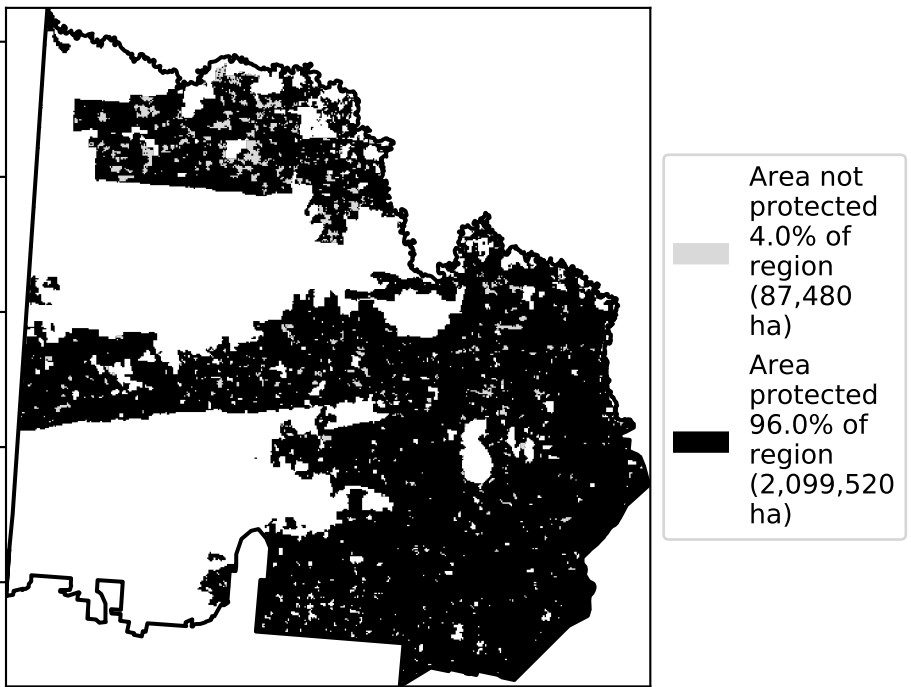 Area not
protected
4.0% of
region
(87,480
ha)
Area
protected
96.0% of
region
(2,099,520
ha)